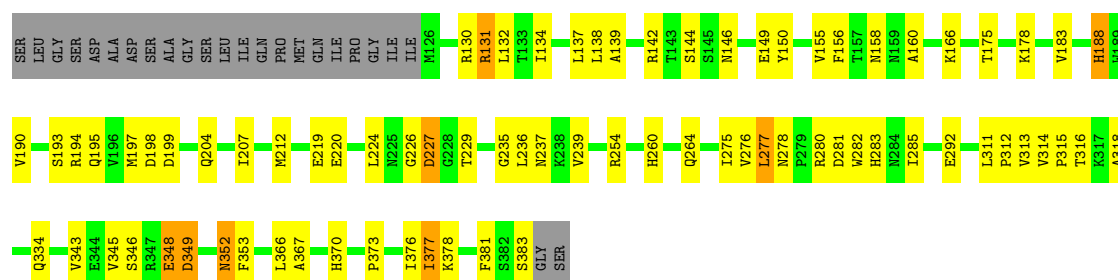 SER LEU GLY SER ASP ALA ASP SER ALA GLY SER LEU ILE GLN PRO MET GLN ILE PRO GLY ILE ILE M126 R130 R131 L132 T133 I134 L137 L138 A139 R142 T143 S144 S145 N146 E149 Y150 V155 F156 T157 N158 N159 A160 K166 T175 K178 V183 H188 W189
V190 S193 R194 Q195 V196 M197 D198 D199 Q204 I207 M212 E219 E220 L224 N225 G226 D227 G228 T229 G235 L236 N237 K238 V239 R254 H260 Q264 I275 V276 L277 N278 P279 R280 D281 W282 H283 N284 I285 E292 L311 P312 V313 V314 P315 T316 K317 A318
Q334 V343 E344 V345 S346 R347 E348 D349 N352 F353 L366 A367 H370 P373 I376 I377 K378 F381 S382 S383 GLY SER